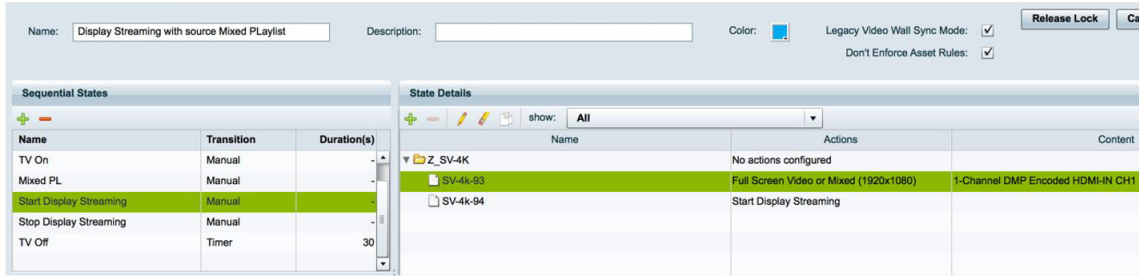 Name: Display Streaming with source Mixed PLaylist Description: Color: Legacy Video Wall Sync Mode: Release Lock Ca
Don't Enforce Asset Rules:
Sequential States State Details
show: All
Name Transition Duration(s) Name Actions Content
TV On Manual - Z_SV-4K No actions configured
Mixed PL Manual - SV-4k-93 Full Screen Video or Mixed (1920x1080) 1-Channel DMP Encoded HDMI-IN CH1
Start Display Streaming Manual - SV-4k-94 Start Display Streaming
Stop Display Streaming Manual -
TV Off Timer 30